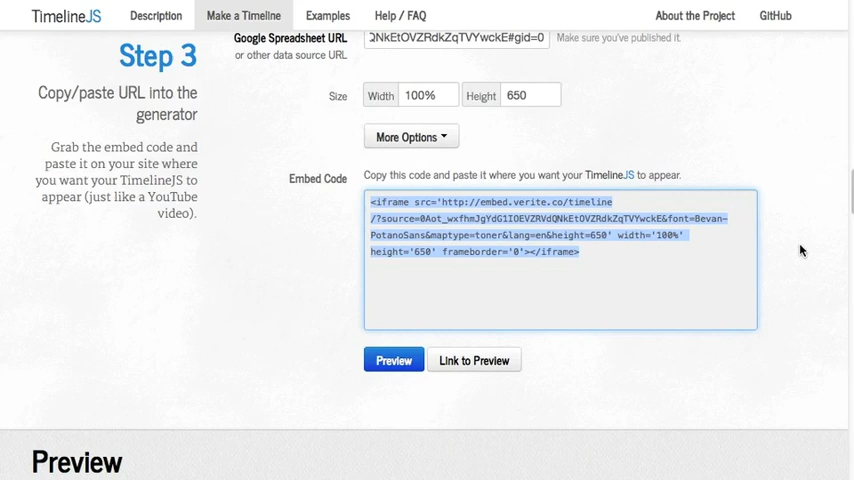 TimelineJS Description Make a Timeline Examples Help / FAQ About the Project GitHub
Step 3
Copy/paste URL into the
generator
Grab the embed code and
paste it on your site where
you want your TimelineJS to
appear (just like a YouTube
video).
Google Spreadsheet URL
or other data source URL
QNkEtOVZRdkZqTVYwckE#gid=0 Make sure you've published it.
Size Width 100% Height 650
More Options
Embed Code Copy this code and paste it where you want your TimelineJS to appear.
<iframe src='http://embed.verite.co/timeline
/?source=0Aot_wxfhmJgYdG1IOEVZRVdQNkEtOVZRdkZqTVYwckE&font=Bevan-
PotanoSans&maptype=toner&lang=en&height=650' width='100%'
height='650' frameborder='0'></iframe>
Preview Link to Preview
Preview